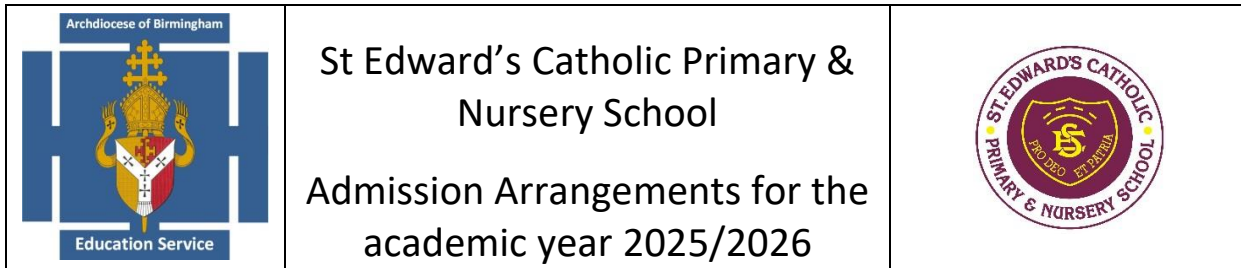 Archdiocese of Birmingham
Education Service
St Edward's Catholic Primary &
Nursery School
Admission Arrangements for the
academic year 2025/2026
ST. EDWARD'S CATHOLIC
PRIMARY & NURSERY SCHOOL
ES
PRO DEO ET PATRIA